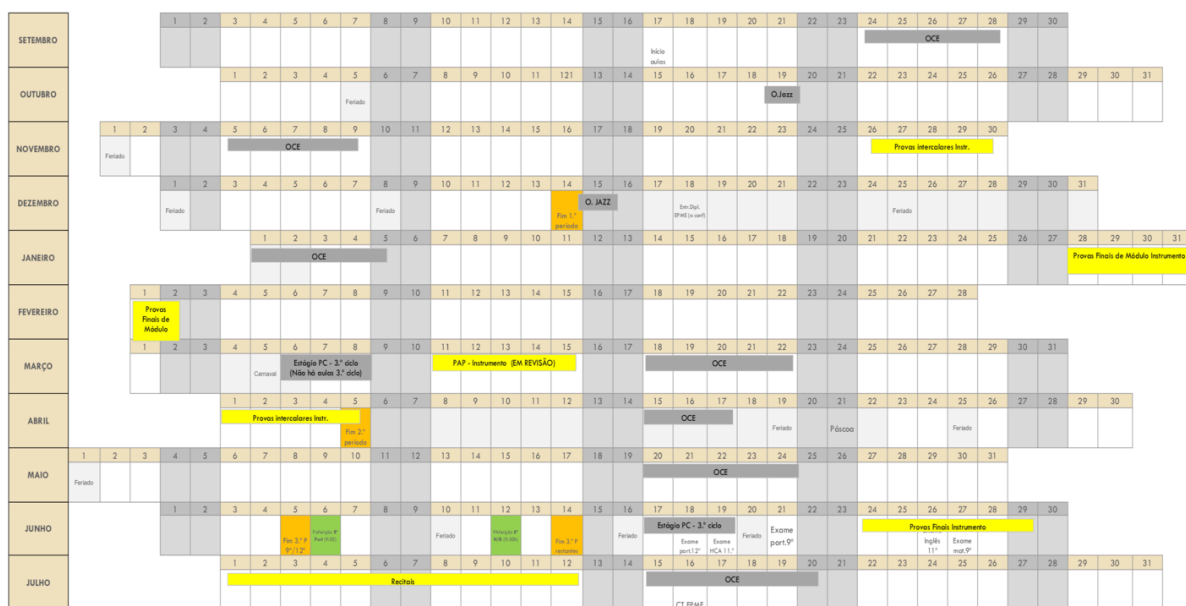 1 2 3 4 5 6 7 8 9 10 11 12 13 14 15 16 17 18 19 20 21 22 23 24 25 26 27 28 29 30
SETEMBRO
OCE
Início
aulas
1 2 3 4 5 6 7 8 9 10 11 121 13 14 15 16 17 18 19 20 21 22 23 24 25 26 27 28 29 30 31
OUTUBRO
O.Jazz
Feriado
1 2 3 4 5 6 7 8 9 10 11 12 13 14 15 16 17 18 19 20 21 22 23 24 25 26 27 28 29 30
NOVEMBRO
OCE
Provas intercalares Instr.
Feriado
1 2 3 4 5 6 7 8 9 10 11 12 13 14 15 16 17 18 19 20 21 22 23 24 25 26 27 28 31
DEZEMBRO
O. JAZZ
Feriado Feriado Entr.Dipl. Feriado
Fim 1.º
período
1 2 3 4 5 6 7 8 9 10 11 12 13 14 15 16 17 18 19 20 21 22 23 24 25 26 27 28 29 30 31
JANEIRO
OCE
Provas Finais de Módulo Instrumento
1 2 3 4 5 6 7 8 9 10 11 12 13 14 15 16 17 18 19 20 21 22 23 24 25 26 27 28
FEVEREIRO
Provas
Finais de
Módulo
1 2 3 4 5 6 7 8 9 10 11 12 13 14 15 16 17 18 19 20 21 22 23 24 25 26 27 28 29 30 31
MARÇO
Carnaval
Estágio PC - 3.º ciclo
(Não há aulas 3.º ciclo)
PAP - Instrumento (EM REVISÃO)
OCE
1 2 3 4 5 6 7 8 9 10 11 12 13 14 15 16 17 18 19 20 21 22 23 24 25 26 27 28 29 30
ABRIL
Provas intercalares Instr.
OCE
Fim 2.º
período
Feriado Páscoa Feriado
1 2 3 4 5 6 7 8 9 10 11 12 13 14 15 16 17 18 19 20 21 22 23 24 25 26 27 28 29 30 31
MAIO
OCE
Feriado
1 2 3 4 5 6 7 8 9 10 11 12 13 14 15 16 17 18 19 20 21 22 23 24 25 26 27 28 29 30
JUNHO
Fim 3.º P
9º/12º
Feriado
Fim 3.º P
restantes
Feriado
Estágio PC - 3.º ciclo
Exame
port.12º
Exame
HCA 11.º
Feriado
Exame
port.9º
Provas Finais Instrumento
Inglês
11º
Exame
mat.9º
1 2 3 4 5 6 7 8 9 10 11 12 13 14 15 16 17 18 19 20 21 22 23 24 25 26 27 28 29 30 31
JULHO
Recitais
OCE